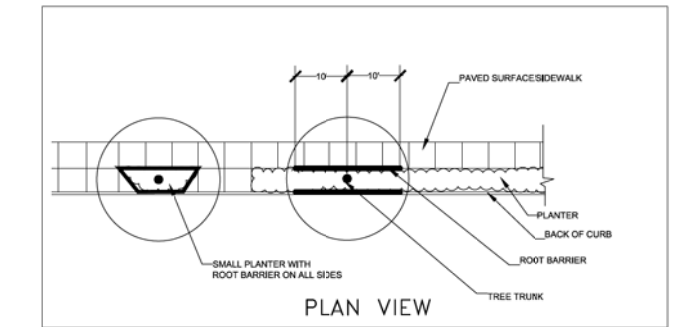 10' 10'
PAVED SURFACESIDEWALK
PLANTER
BACK OF CURB
ROOT BARRIER
SMALL PLANTER WITH
ROOT BARRIER ON ALL SIDES
TREE TRUNK
PLAN VIEW